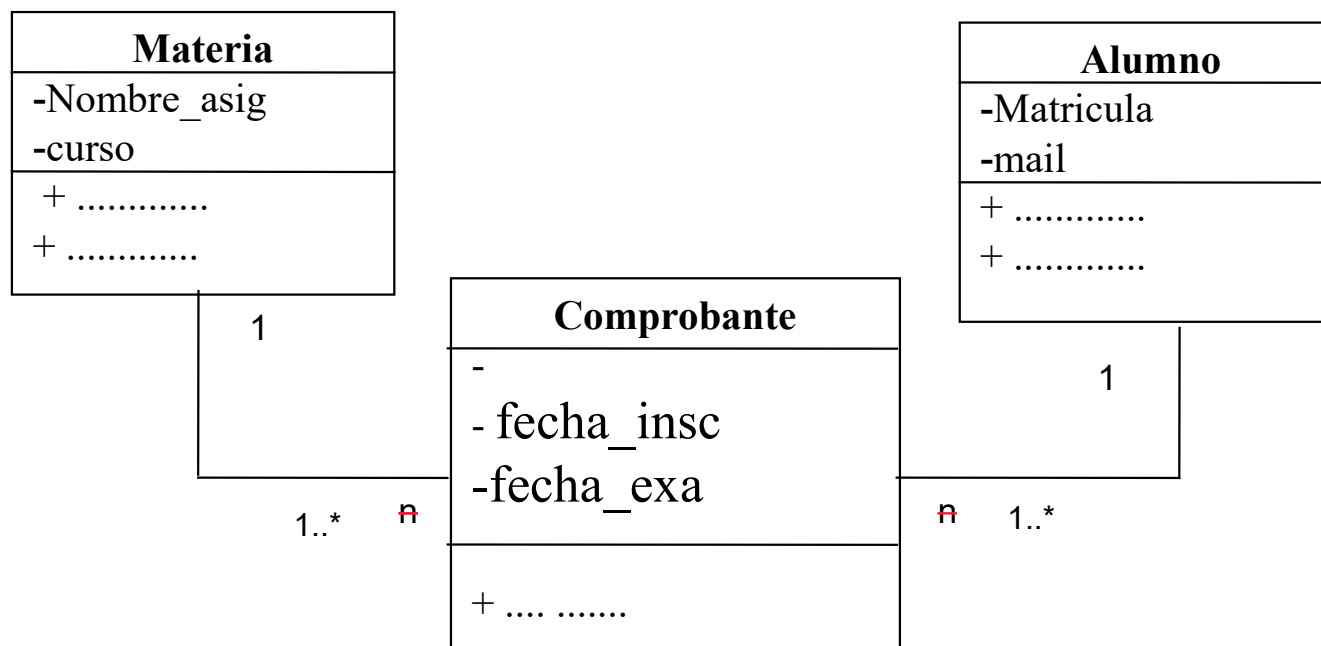 Materia
-Nombre_asig
-curso
+ .............
+ .............
1
1..*
n
Alumno
-Matricula
-mail
+ .............
+ .............
1
n
1..*
Comprobante
-
- fecha_insc
-fecha_exa
+ .... .......